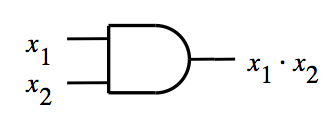 x₁
x₂
x₁ · x₂